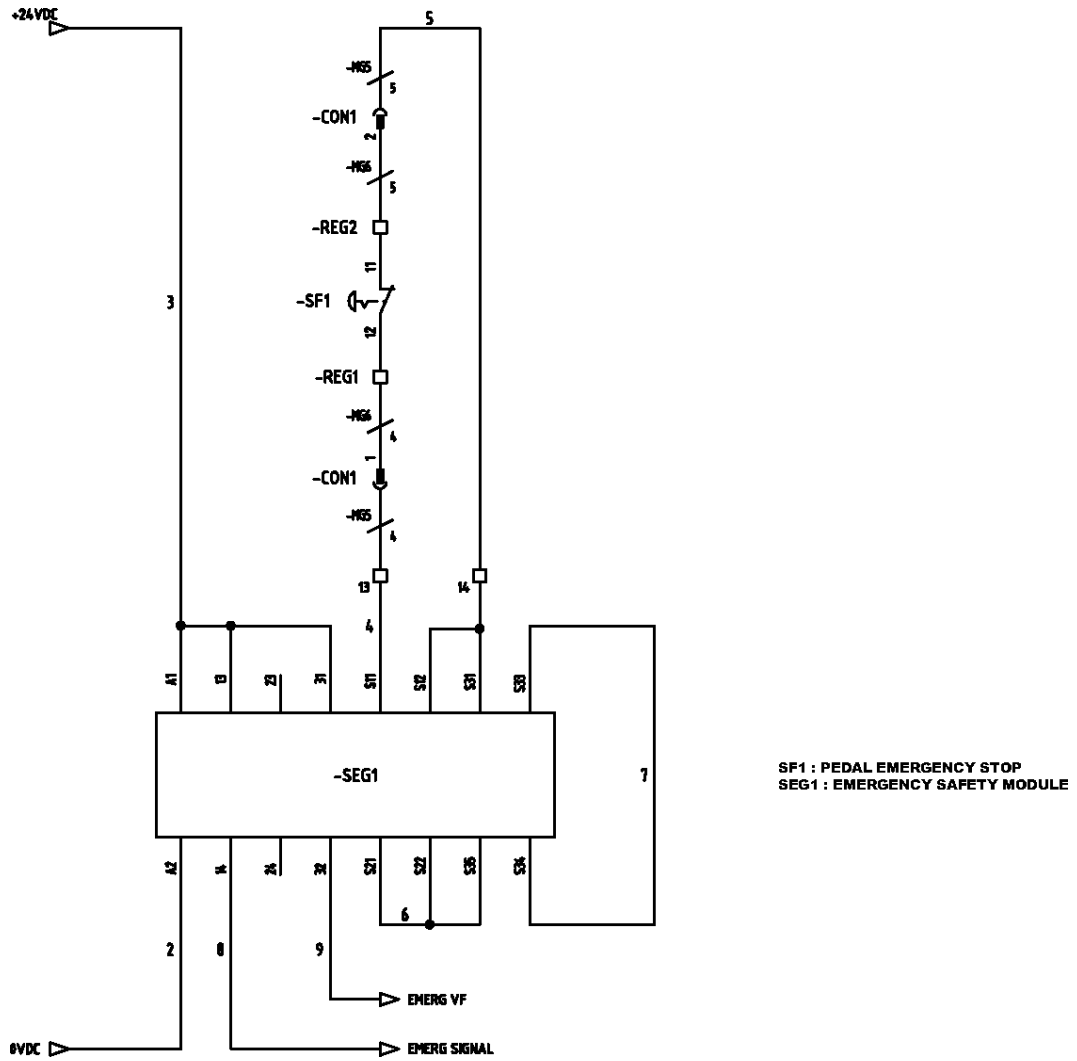 +24VDC
5
-MG5
5
-CON1
2
-MG6
5
-REG2
11
3
-SF1
12
-REG1
-MG6
4
1
-CON1
-MG5
4
13
14
4
A1
13
23
31
S11
S12
S31
S33
-SEG1
7
SF1 : PEDAL EMERGENCY STOP
SEG1 : EMERGENCY SAFETY MODULE
A2
14
24
32
S21
S22
S35
S34
6
2
8
9
EMERG VF
0VDC
EMERG SIGNAL